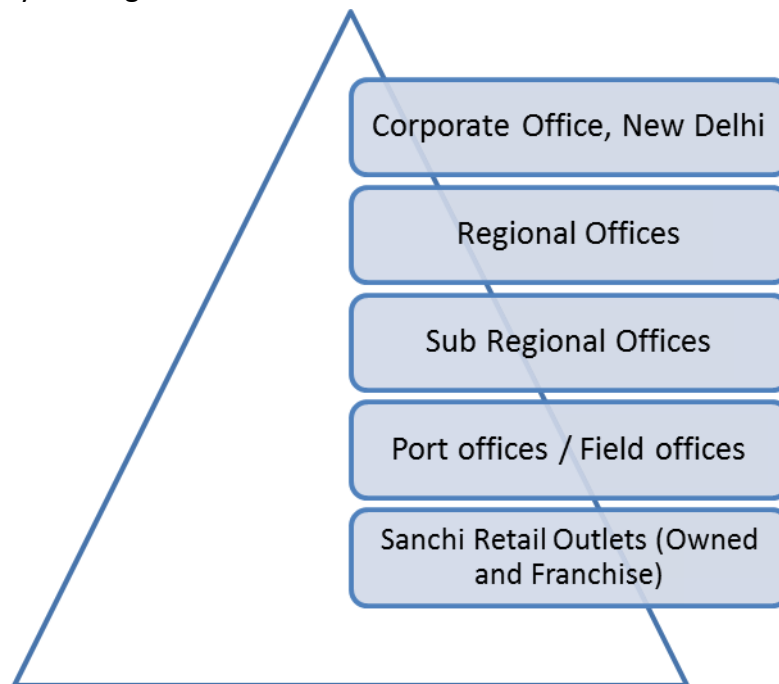 Corporate Office, New Delhi
Regional Offices
Sub Regional Offices
Port offices / Field offices
Sanchi Retail Outlets (Owned
and Franchise)